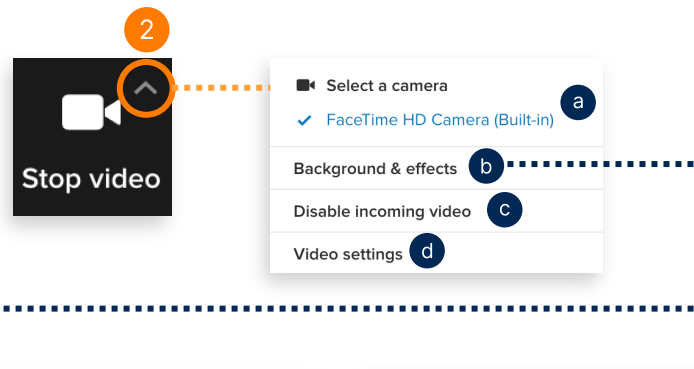 2
Stop video
Select a camera
FaceTime HD Camera (Built-in)
a
Background & effects b
Disable incoming video c
Video settings d